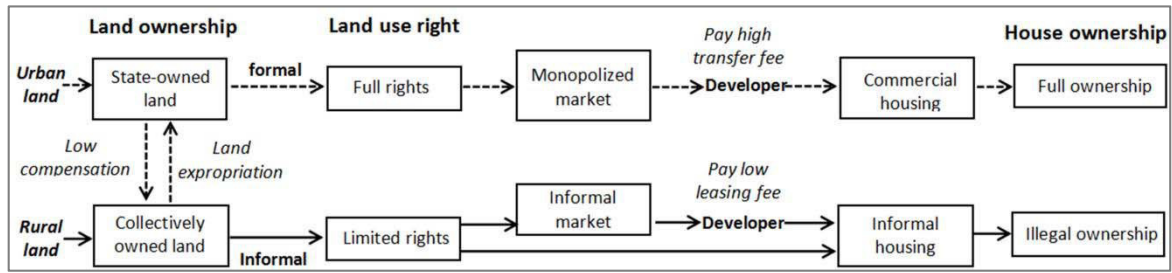 Land ownership
Land use right
House ownership
Urban
land
State-owned
land
formal
Full rights
Monopolized
market
Pay high
transfer fee
Developer
Commercial
housing
Full ownership
Low
compensation
Land
expropriation
Rural
land
Collectively
owned land
Informal
Limited rights
Informal
market
Pay low
leasing fee
Developer
Informal
housing
Illegal ownership